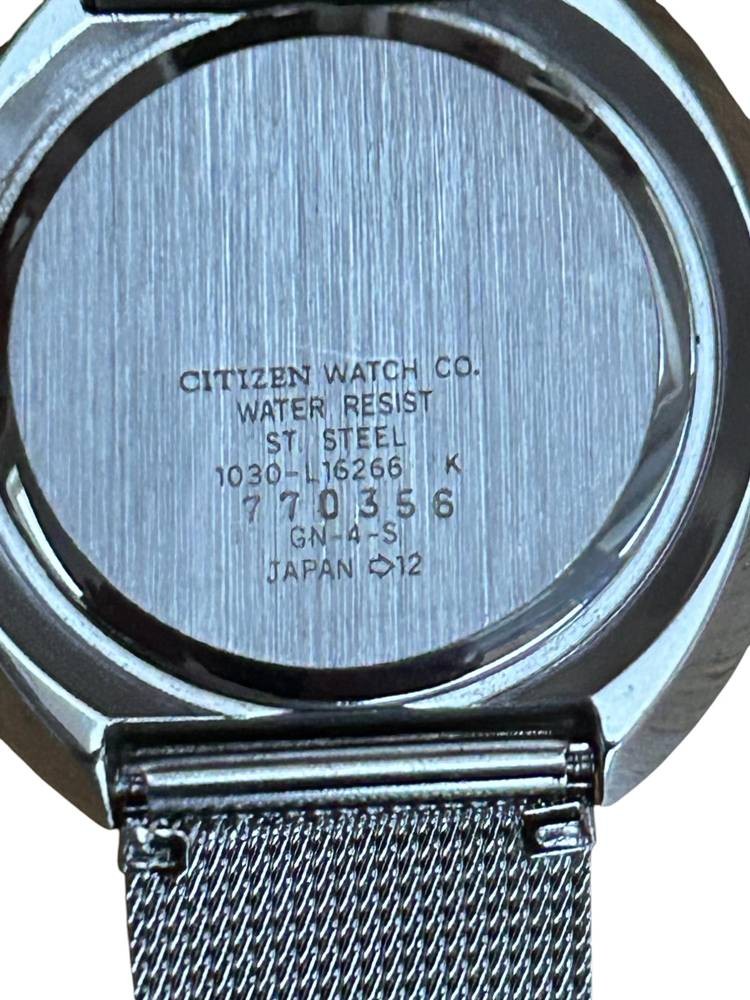 CITIZEN WATCH CO.
WATER RESIST
ST. STEEL
1030-L16266 K
770356
GN-4-S
JAPAN ⇨12